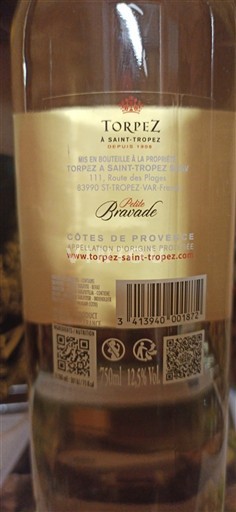 TORPEZ
À SAINT-TROPEZ
DEPUIS 1908
MIS EN BOUTEILLE À LA PROPRIÉTÉ
TORPEZ A SAINT-TROPEZ
111, Route des Plages
83990 ST-TROPEZ-VAR-France
Petite
Bravade
CÔTES DE PROVENCE
APPELLATION D'ORIGINE PROTÉGÉE
www.torpez-saint-tropez.com
3 413940 001872
750ml 12,5% Vol.